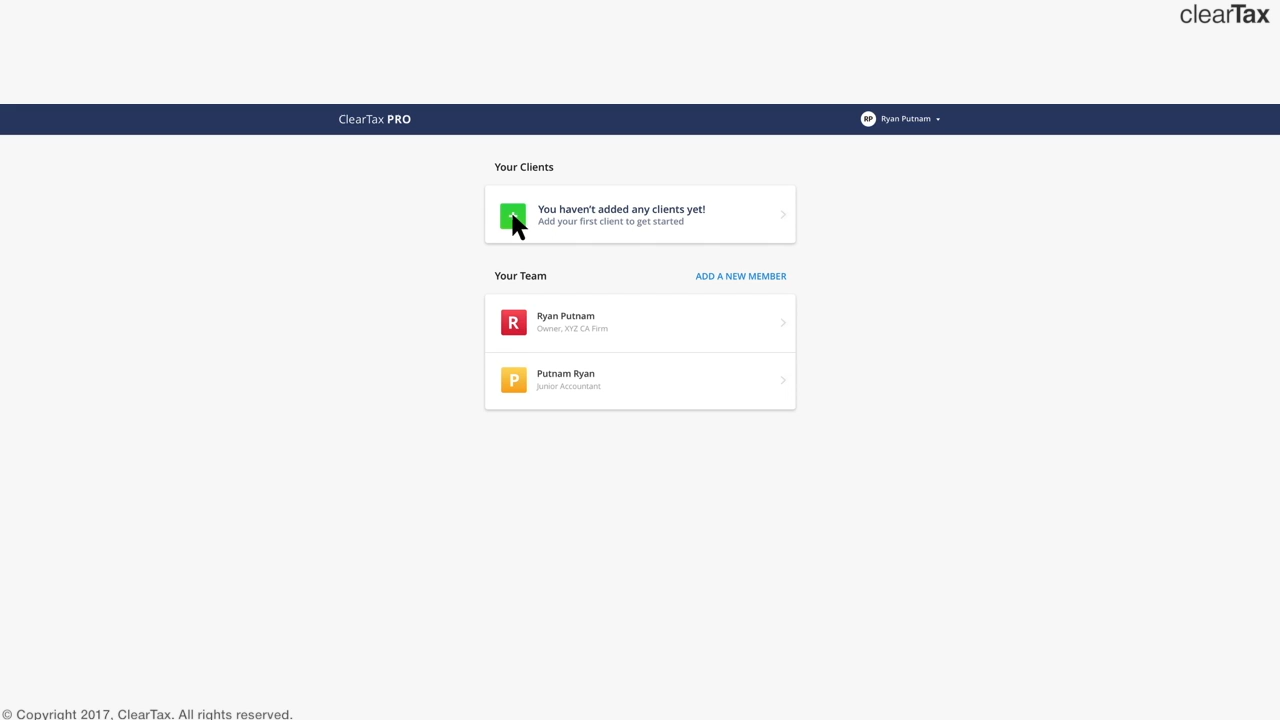 clearTax
ClearTax PRO
RP Ryan Putnam
Your Clients
You haven't added any clients yet!
Add your first client to get started
Your Team
ADD A NEW MEMBER
R
Ryan Putnam
Owner, XYZ CA Firm
P
Putnam Ryan
Junior Accountant
© Copyright 2017, ClearTax. All rights reserved.